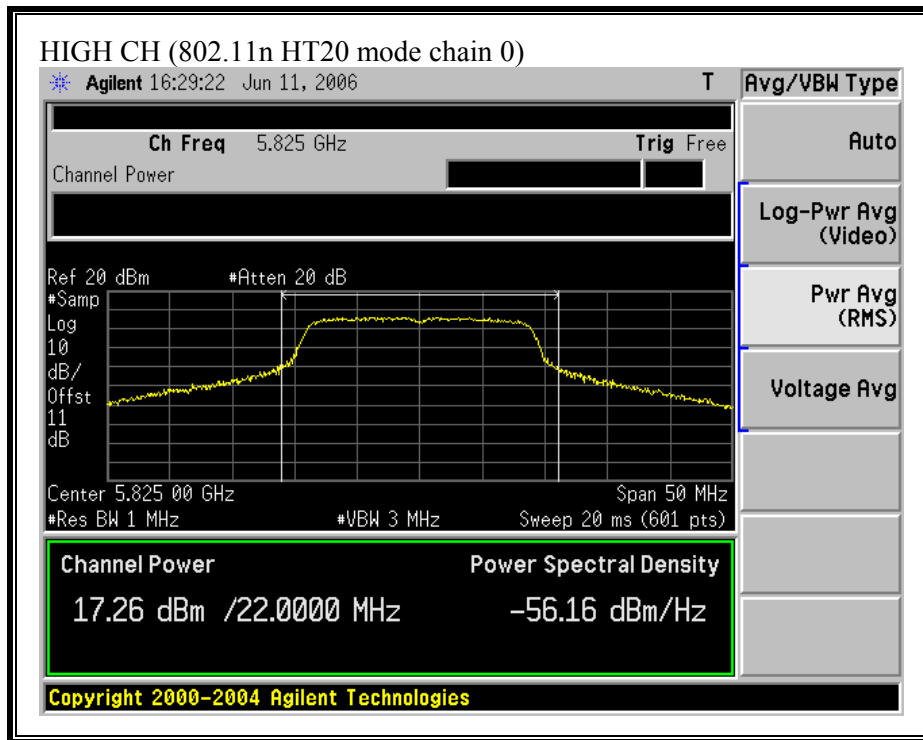 HIGH CH (802.11n HT20 mode chain 0)
Agilent 16:29:22 Jun 11, 2006 T
Avg/VBW Type
Ch Freq 5.825 GHz Trig Free
Channel Power
Auto
Log-Pwr Avg
(Video)
Pwr Avg
(RMS)
Voltage Avg
Ref 20 dBm #Atten 20 dB
#Samp
Log
10
dB/
Offst
11
dB
Center 5.825 00 GHz Span 50 MHz
#Res BW 1 MHz #VBW 3 MHz Sweep 20 ms (601 pts)
Channel Power Power Spectral Density
17.26 dBm /22.0000 MHz -56.16 dBm/Hz
Copyright 2000-2004 Agilent Technologies